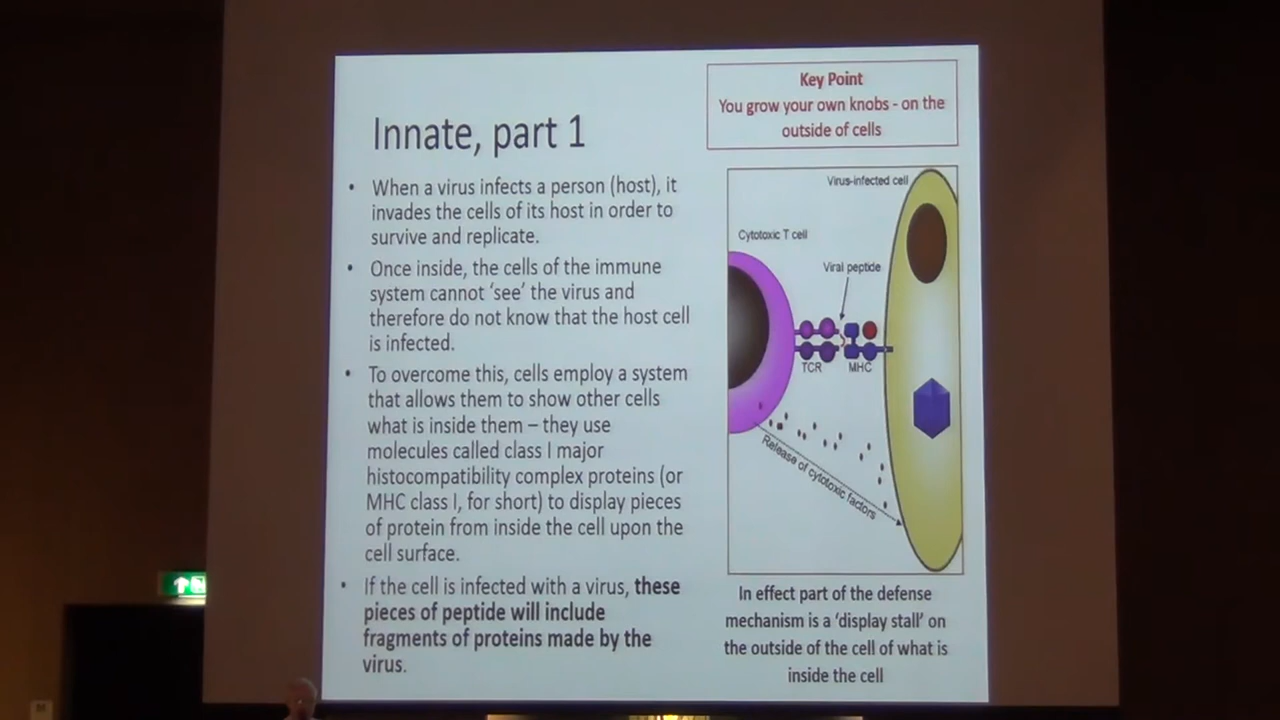 Innate, part 1
• When a virus infects a person (host), it
invades the cells of its host in order to
survive and replicate.
• Once inside, the cells of the immune
system cannot ‘see’ the virus and
therefore do not know that the host cell
is infected.
• To overcome this, cells employ a system
that allows them to show other cells
what is inside them – they use
molecules called class I major
histocompatibility complex proteins (or
MHC class I, for short) to display pieces
of protein from inside the cell upon the
cell surface.
• If the cell is infected with a virus, these
pieces of peptide will include
fragments of proteins made by the
virus.
Key Point
You grow your own knobs - on the
outside of cells
Virus-infected cell
Cytotoxic T cell
Viral peptide
TCR
MHC
Release of cytotoxic factors
In effect part of the defense
mechanism is a ‘display stall’ on
the outside of the cell of what is
inside the cell